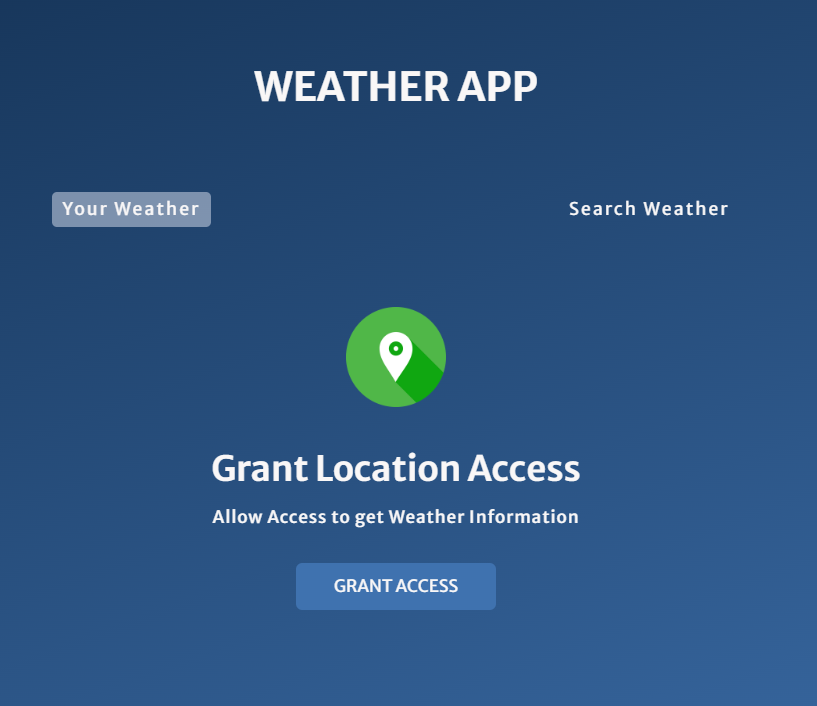 WEATHER APP
Your Weather
Search Weather
Grant Location Access
Allow Access to get Weather Information
GRANT ACCESS